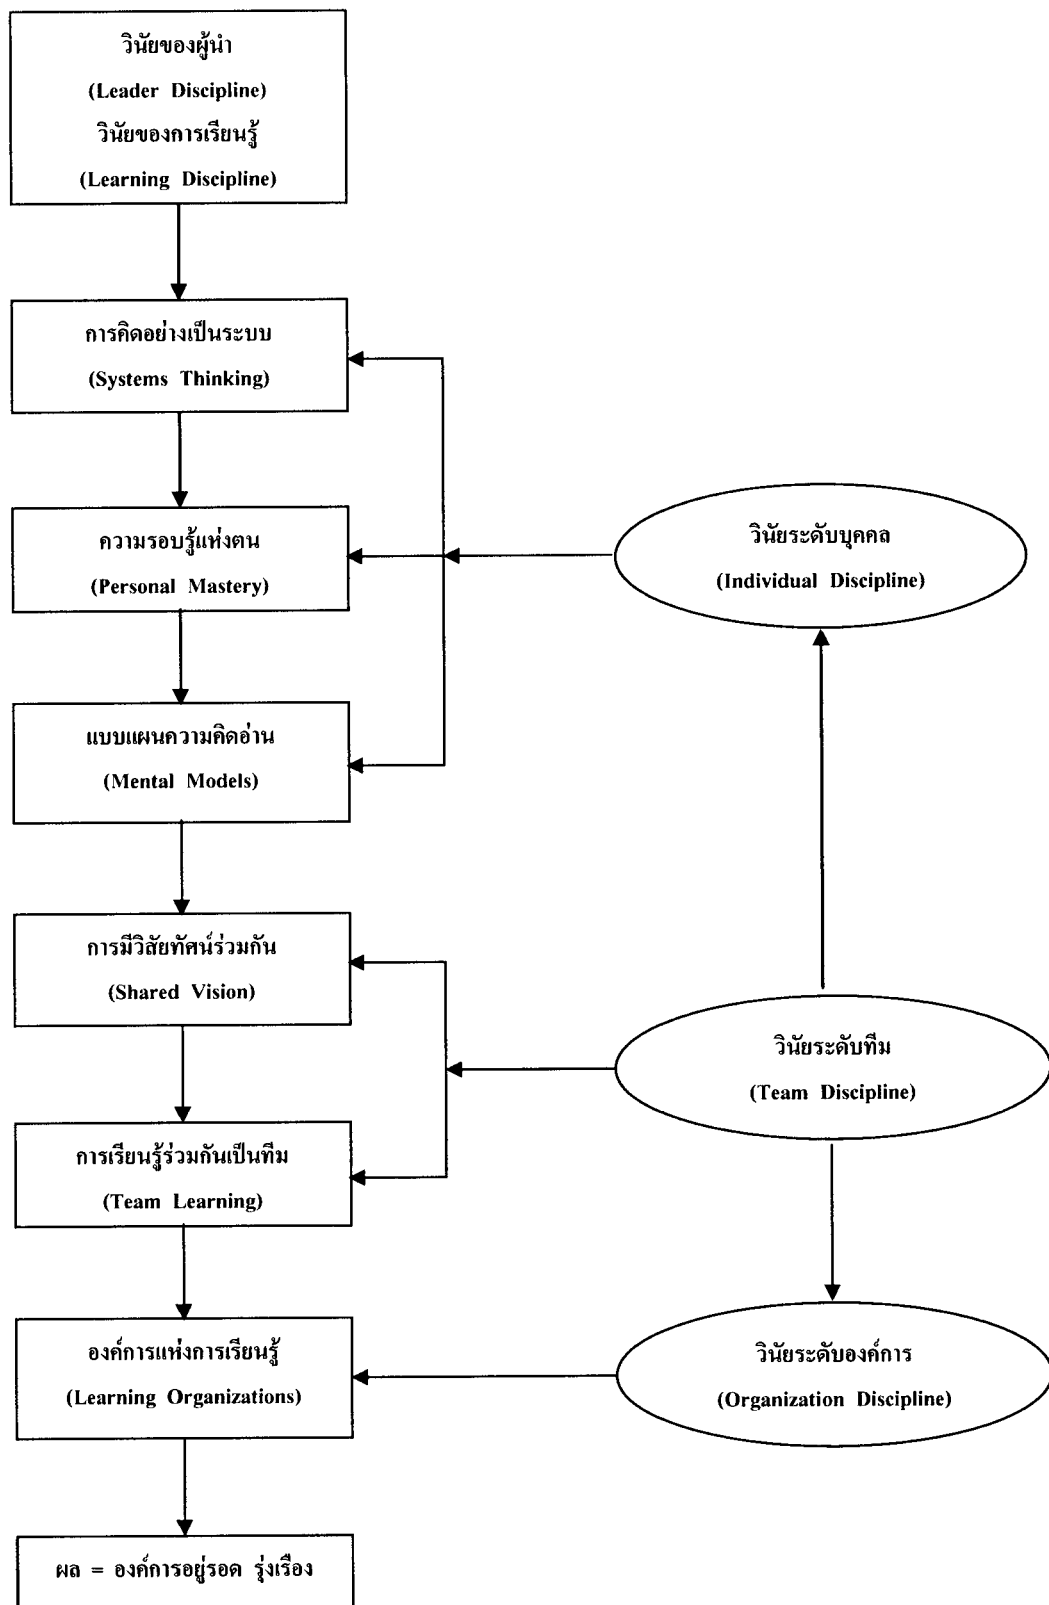 วินัยของผู้นำ
(Leader Discipline)
วินัยของการเรียนรู้
(Learning Discipline)
การคิดอย่างเป็นระบบ
(Systems Thinking)
ความรอบรู้แห่งตน
(Personal Mastery)
วินัยระดับบุคคล
(Individual Discipline)
แบบแผนความคิดอ่าน
(Mental Models)
การมีวิสัยทัศน์ร่วมกัน
(Shared Vision)
วินัยระดับทีม
(Team Discipline)
การเรียนรู้ร่วมกันเป็นทีม
(Team Learning)
องค์การแห่งการเรียนรู้
(Learning Organizations)
วินัยระดับองค์การ
(Organization Discipline)
ผล = องค์การอยู่รอด รุ่งเรือง